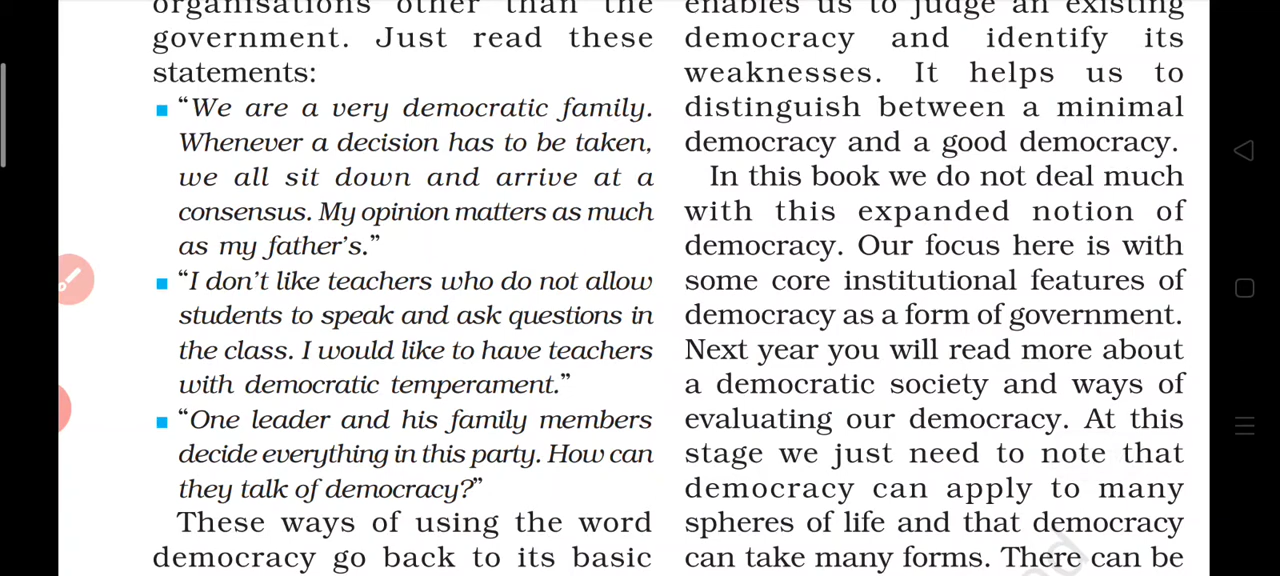 organisations other than the
government. Just read these
statements:
“We are a very democratic family.
Whenever a decision has to be taken,
we all sit down and arrive at a
consensus. My opinion matters as much
as my father’s.”
“I don’t like teachers who do not allow
students to speak and ask questions in
the class. I would like to have teachers
with democratic temperament.”
“One leader and his family members
decide everything in this party. How can
they talk of democracy?”
These ways of using the word
democracy go back to its basic
enables us to judge an existing
democracy and identify its
weaknesses. It helps us to
distinguish between a minimal
democracy and a good democracy.
In this book we do not deal much
with this expanded notion of
democracy. Our focus here is with
some core institutional features of
democracy as a form of government.
Next year you will read more about
a democratic society and ways of
evaluating our democracy. At this
stage we just need to note that
democracy can apply to many
spheres of life and that democracy
can take many forms. There can be